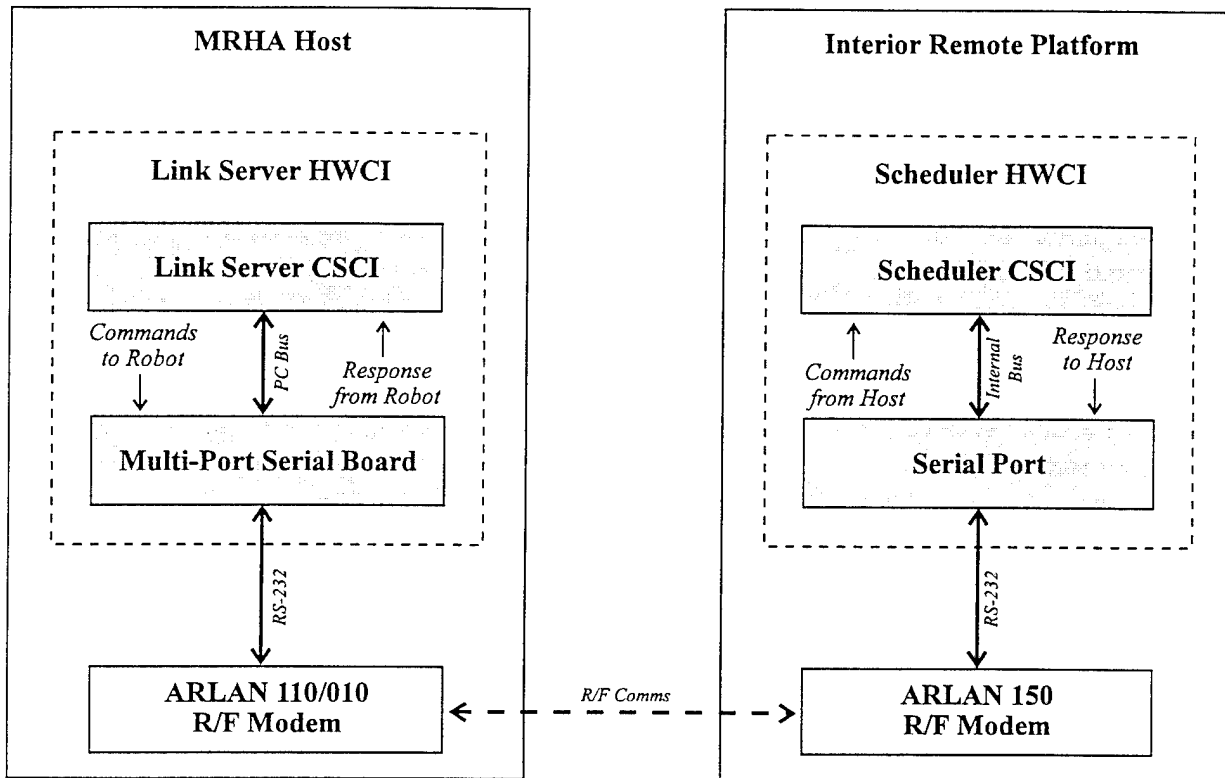 MRHA Host
Link Server HWCI
Link Server CSCI
Commands
to Robot
PC Bus
Response
from Robot
Multi-Port Serial Board
RS-232
ARLAN 110/010
R/F Modem
R/F Comms
Interior Remote Platform
Scheduler HWCI
Scheduler CSCI
Commands
from Host
Internal
Bus
Response
to Host
Serial Port
RS-232
ARLAN 150
R/F Modem